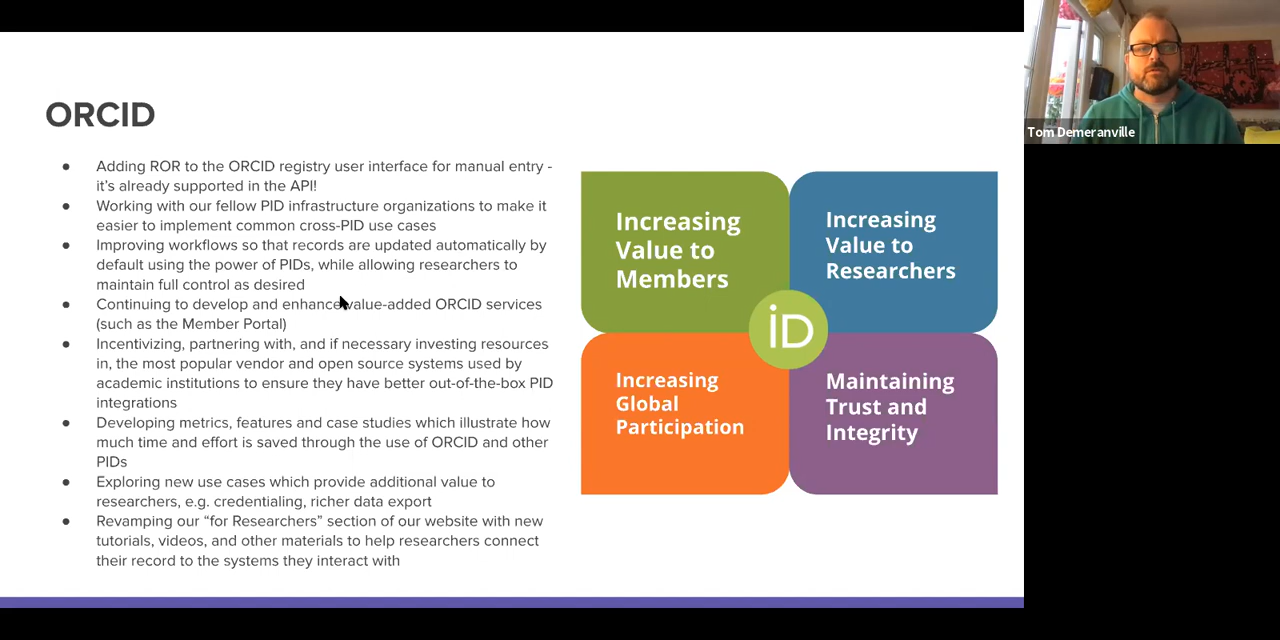 ORCID
● Adding ROR to the ORCID registry user interface for manual entry -
it’s already supported in the API!
● Working with our fellow PID infrastructure organizations to make it
easier to implement common cross-PID use cases
● Improving workflows so that records are updated automatically by
default using the power of PIDs, while allowing researchers to
maintain full control as desired
● Continuing to develop and enhance value-added ORCID services
(such as the Member Portal)
● Incentivizing, partnering with, and if necessary investing resources
in, the most popular vendor and open source systems used by
academic institutions to ensure they have better out-of-the-box PID
integrations
● Developing metrics, features and case studies which illustrate how
much time and effort is saved through the use of ORCID and other
PIDs
● Exploring new use cases which provide additional value to
researchers, e.g. credentialing, richer data export
● Revamping our “for Researchers” section of our website with new
tutorials, videos, and other materials to help researchers connect
their record to the systems they interact with
Increasing
Value to
Members
Increasing
Value to
Researchers
iD
Increasing
Global
Participation
Maintaining
Trust and
Integrity
Tom Demeranville